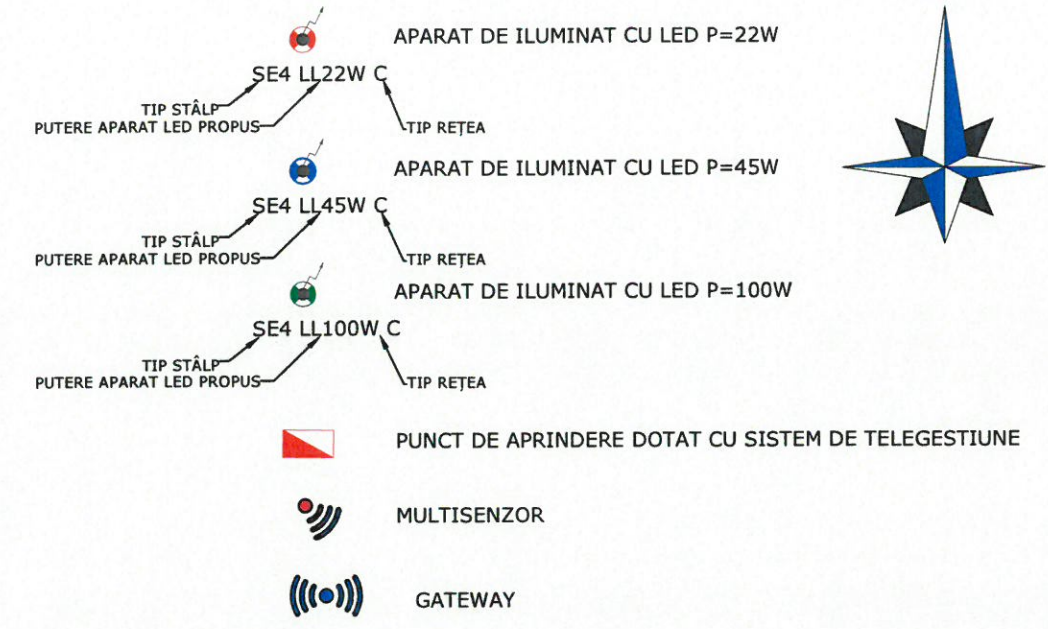 APARAT DE ILUMINAT CU LED P=22W
SE4 LL22W C
TIP STÂLP
PUTERE APARAT LED PROPUS
TIP REȚEA
APARAT DE ILUMINAT CU LED P=45W
SE4 LL45W C
TIP STÂLP
PUTERE APARAT LED PROPUS
TIP REȚEA
APARAT DE ILUMINAT CU LED P=100W
SE4 LL100W C
TIP STÂLP
PUTERE APARAT LED PROPUS
TIP REȚEA
PUNCT DE APRINDERE DOTAT CU SISTEM DE TELEGESTIUNE
MULTISENZOR
GATEWAY